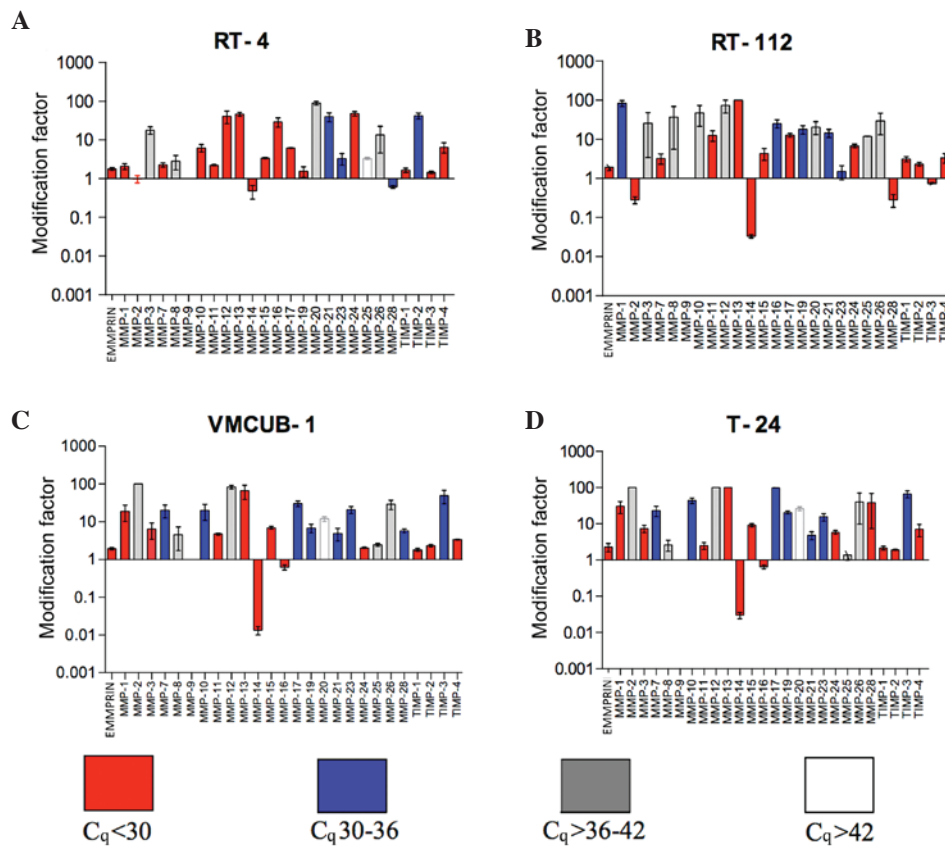 A
RT-4
Modification factor
1000
100
10
1
0.1
0.01
0.001
EMMPRIN
MMP-1
MMP-2
MMP-3
MMP-7
MMP-8
MMP-9
MMP-10
MMP-11
MMP-12
MMP-13
MMP-14
MMP-15
MMP-16
MMP-17
MMP-19
MMP-20
MMP-21
MMP-23
MMP-24
MMP-25
MMP-26
MMP-28
TIMP-1
TIMP-2
TIMP-3
TIMP-4
B
RT-112
Modification factor
1000
100
10
1
0.1
0.01
0.001
EMMPRIN
MMP-1
MMP-2
MMP-3
MMP-7
MMP-8
MMP-9
MMP-10
MMP-11
MMP-12
MMP-13
MMP-14
MMP-15
MMP-16
MMP-17
MMP-19
MMP-20
MMP-21
MMP-23
MMP-24
MMP-25
MMP-26
MMP-28
TIMP-1
TIMP-2
TIMP-3
TIMP-4
C
VMCUB-1
Modification factor
1000
100
10
1
0.1
0.01
0.001
EMMPRIN
MMP-1
MMP-2
MMP-3
MMP-7
MMP-8
MMP-9
MMP-10
MMP-11
MMP-12
MMP-13
MMP-14
MMP-15
MMP-16
MMP-17
MMP-19
MMP-20
MMP-21
MMP-23
MMP-24
MMP-25
MMP-26
MMP-28
TIMP-1
TIMP-2
TIMP-3
TIMP-4
D
T-24
Modification factor
1000
100
10
1
0.1
0.01
0.001
EMMPRIN
MMP-1
MMP-2
MMP-3
MMP-7
MMP-8
MMP-9
MMP-10
MMP-11
MMP-12
MMP-13
MMP-14
MMP-15
MMP-16
MMP-17
MMP-19
MMP-20
MMP-21
MMP-23
MMP-24
MMP-25
MMP-26
MMP-28
TIMP-1
TIMP-2
TIMP-3
TIMP-4
Cq<30
Cq30-36
Cq>36-42
Cq>42